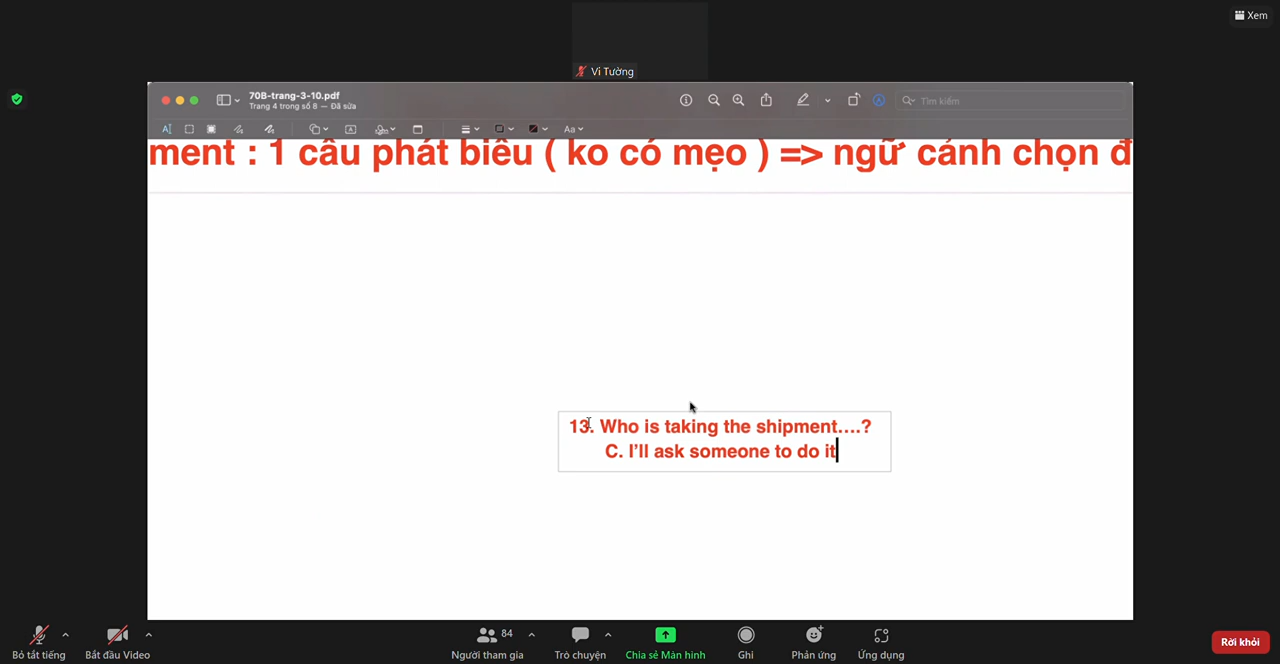 Xem
Vi Tường
70B-trang-3-10.pdf
Trang 4 trong số 8 — Đã sửa
Tìm kiếm
Aa
ment : 1 câu phát biểu ( ko có mẹo ) => ngữ cảnh chọn đ
13. Who is taking the shipment....?
C. I'll ask someone to do it
84
Bỏ tắt tiếng
Bắt đầu Video
Người tham gia
Trò chuyện
Chia sẻ Màn hình
Ghi
Phản ứng
Ứng dụng
Rời khỏi